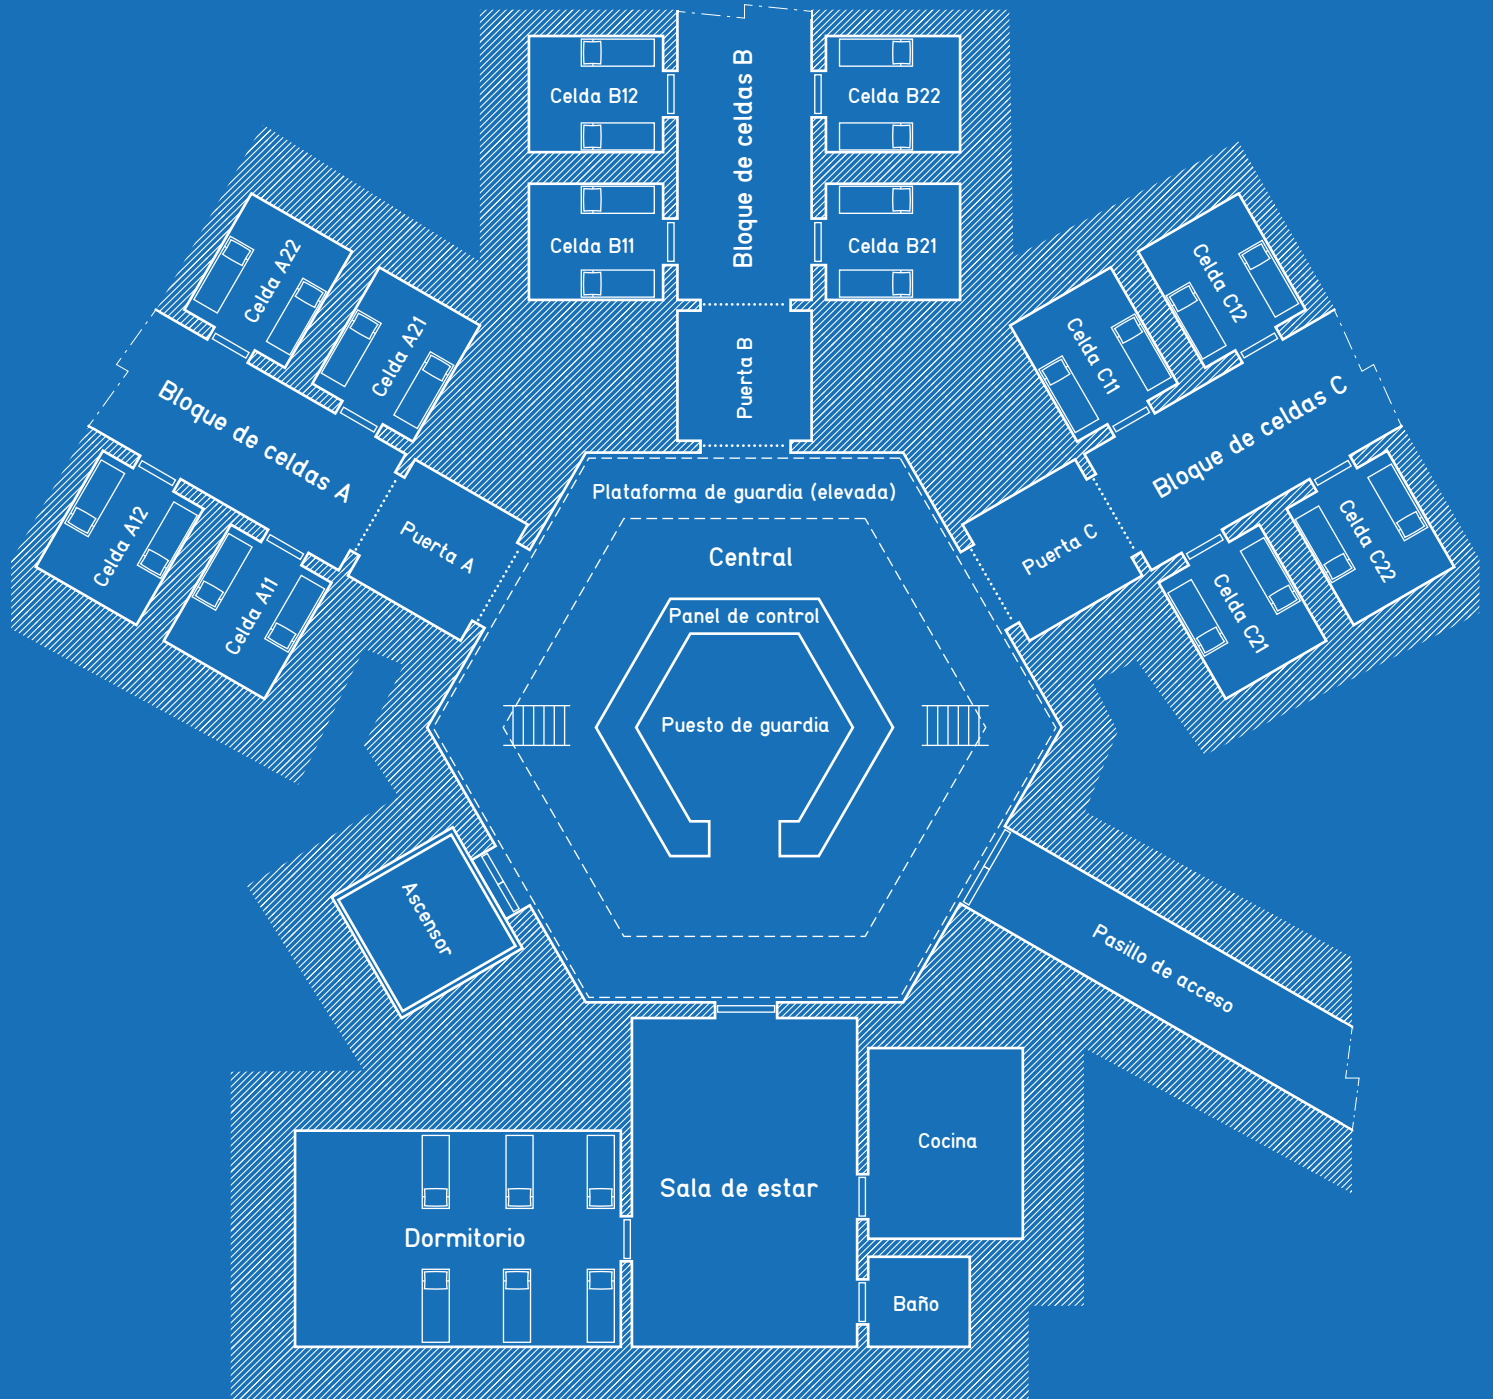 Bloque de celdas B
Celda B12
Celda B22
Celda B11
Celda B21
Puerta B
Celda A22
Celda A21
Bloque de celdas A
Celda A12
Celda A11
Puerta A
Celda C12
Celda C11
Bloque de celdas C
Celda C22
Celda C21
Puerta C
Plataforma de guardia (elevada)
Central
Panel de control
Puesto de guardia
Ascensor
Pasillo de acceso
Cocina
Sala de estar
Dormitorio
Baño